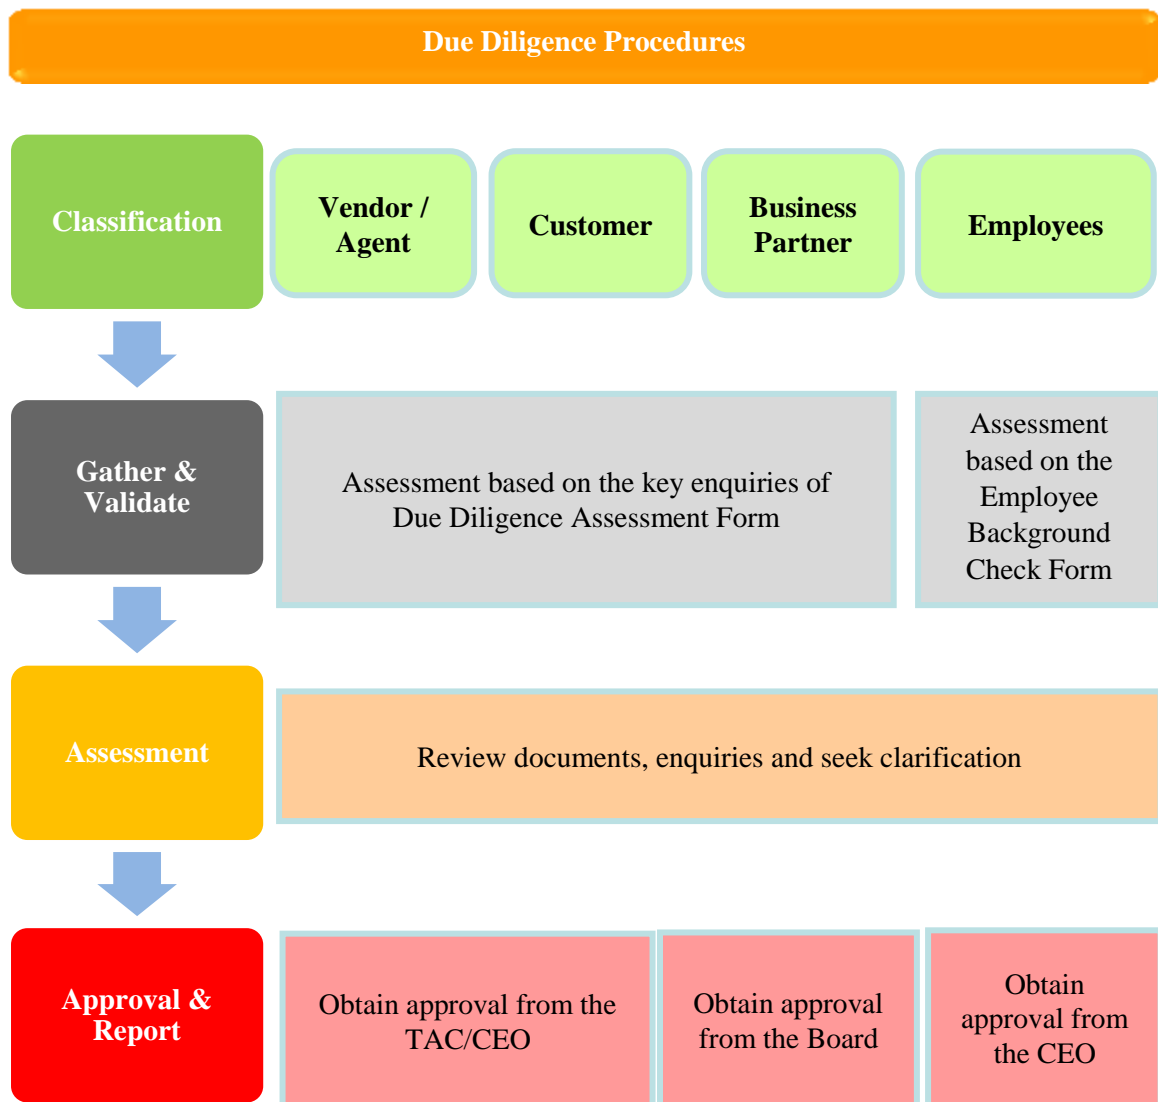 Due Diligence Procedures
Classification
Vendor /
Agent
Customer
Business
Partner
Employees
Gather &
Validate
Assessment based on the key enquiries of
Due Diligence Assessment Form
Assessment
based on the
Employee
Background
Check Form
Assessment
Review documents, enquiries and seek clarification
Approval &
Report
Obtain approval from the
TAC/CEO
Obtain approval
from the Board
Obtain
approval from
the CEO